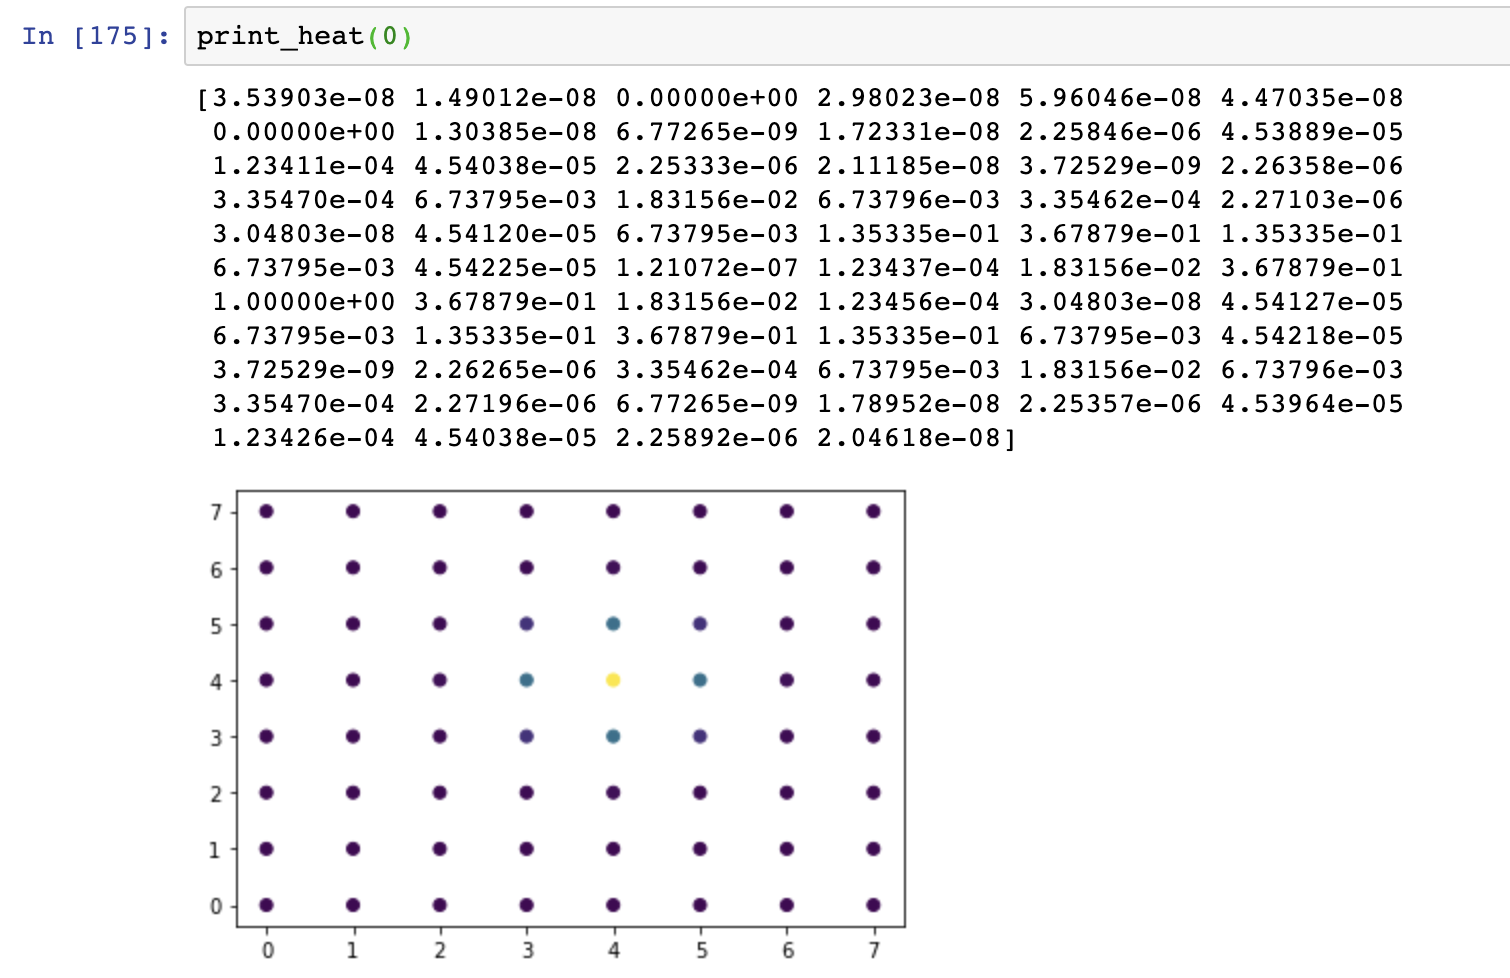 In [175]: print_heat(0)
[3.53903e-08 1.49012e-08 0.00000e+00 2.98023e-08 5.96046e-08 4.47035e-08
0.00000e+00 1.30385e-08 6.77265e-09 1.72331e-08 2.25846e-06 4.53889e-05
1.23411e-04 4.54038e-05 2.25333e-06 2.11185e-08 3.72529e-09 2.26358e-06
3.35470e-04 6.73795e-03 1.83156e-02 6.73796e-03 3.35462e-04 2.27103e-06
3.04803e-08 4.54120e-05 6.73795e-03 1.35335e-01 3.67879e-01 1.35335e-01
6.73795e-03 4.54225e-05 1.21072e-07 1.23437e-04 1.83156e-02 3.67879e-01
1.00000e+00 3.67879e-01 1.83156e-02 1.23456e-04 3.04803e-08 4.54127e-05
6.73795e-03 1.35335e-01 3.67879e-01 1.35335e-01 6.73795e-03 4.54218e-05
3.72529e-09 2.26265e-06 3.35462e-04 6.73795e-03 1.83156e-02 6.73796e-03
3.35470e-04 2.27196e-06 6.77265e-09 1.78952e-08 2.25357e-06 4.53964e-05
1.23426e-04 4.54038e-05 2.25892e-06 2.04618e-08]
7
6
5
4
3
2
1
0
0 1 2 3 4 5 6 7